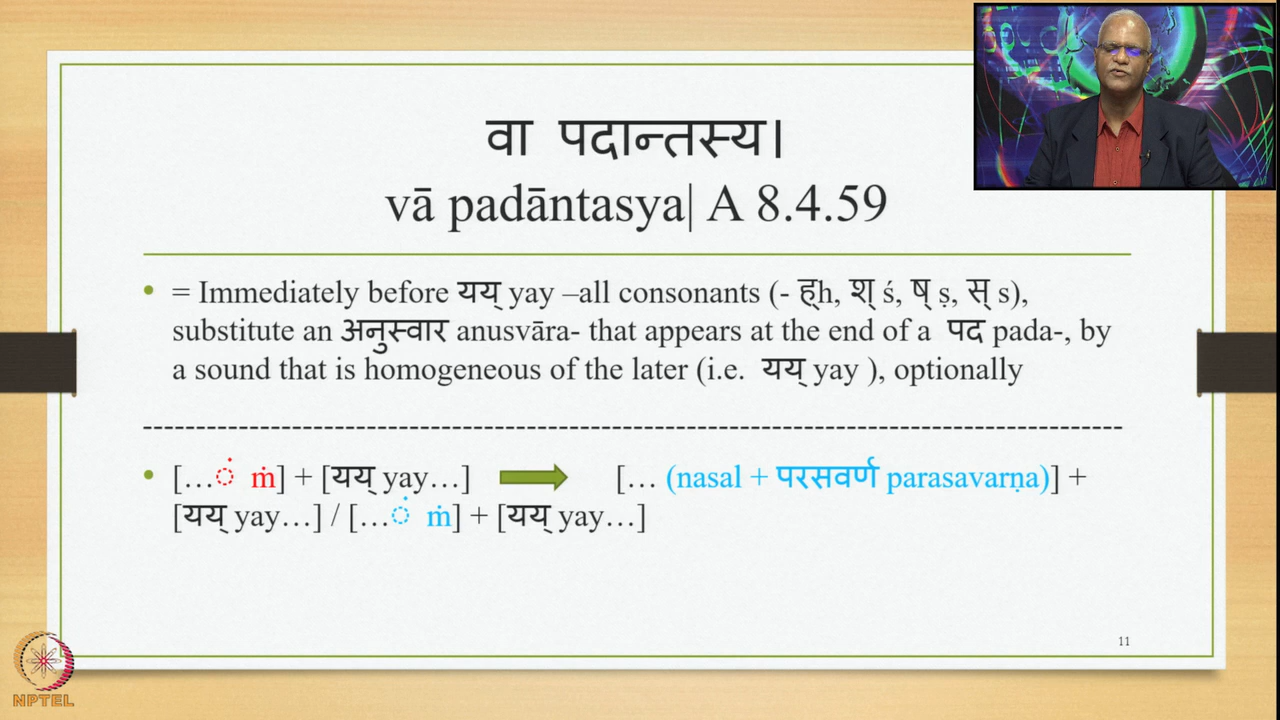 वा पदान्तस्य।
vā padāntasya| A 8.4.59
= Immediately before यय् yay –all consonants (- ह्h, श् ś, ष् ṣ, स् s),
substitute an अनुस्वार anusvāra- that appears at the end of a पद pada-, by
a sound that is homogeneous of the later (i.e. यय् yay ), optionally
[…ं ṁ] + [यय् yay…] [… (nasal + परसवर्ण parasavarṇa)] +
[यय् yay…] / […ं ṁ] + [यय् yay…]
11
NPTEL